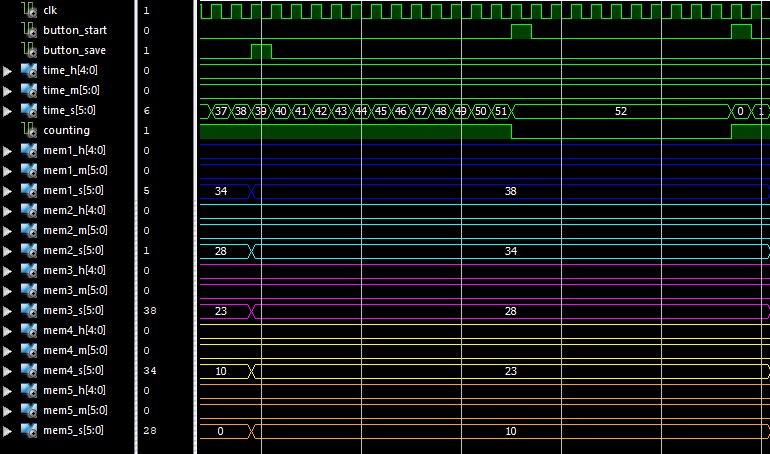 clk 1
button_start 0
button_save 1
time_h[4:0] 0
time_m[5:0] 0
time_s[5:0] 6 37 38 39 40 41 42 43 44 45 46 47 48 49 50 51 52 0 1
counting 1
mem1_h[4:0] 0
mem1_m[5:0] 0
mem1_s[5:0] 5 34 38
mem2_h[4:0] 0
mem2_m[5:0] 0
mem2_s[5:0] 1 28 34
mem3_h[4:0] 0
mem3_m[5:0] 0
mem3_s[5:0] 38 23 28
mem4_h[4:0] 0
mem4_m[5:0] 0
mem4_s[5:0] 34 10 23
mem5_h[4:0] 0
mem5_m[5:0] 0
mem5_s[5:0] 28 0 10